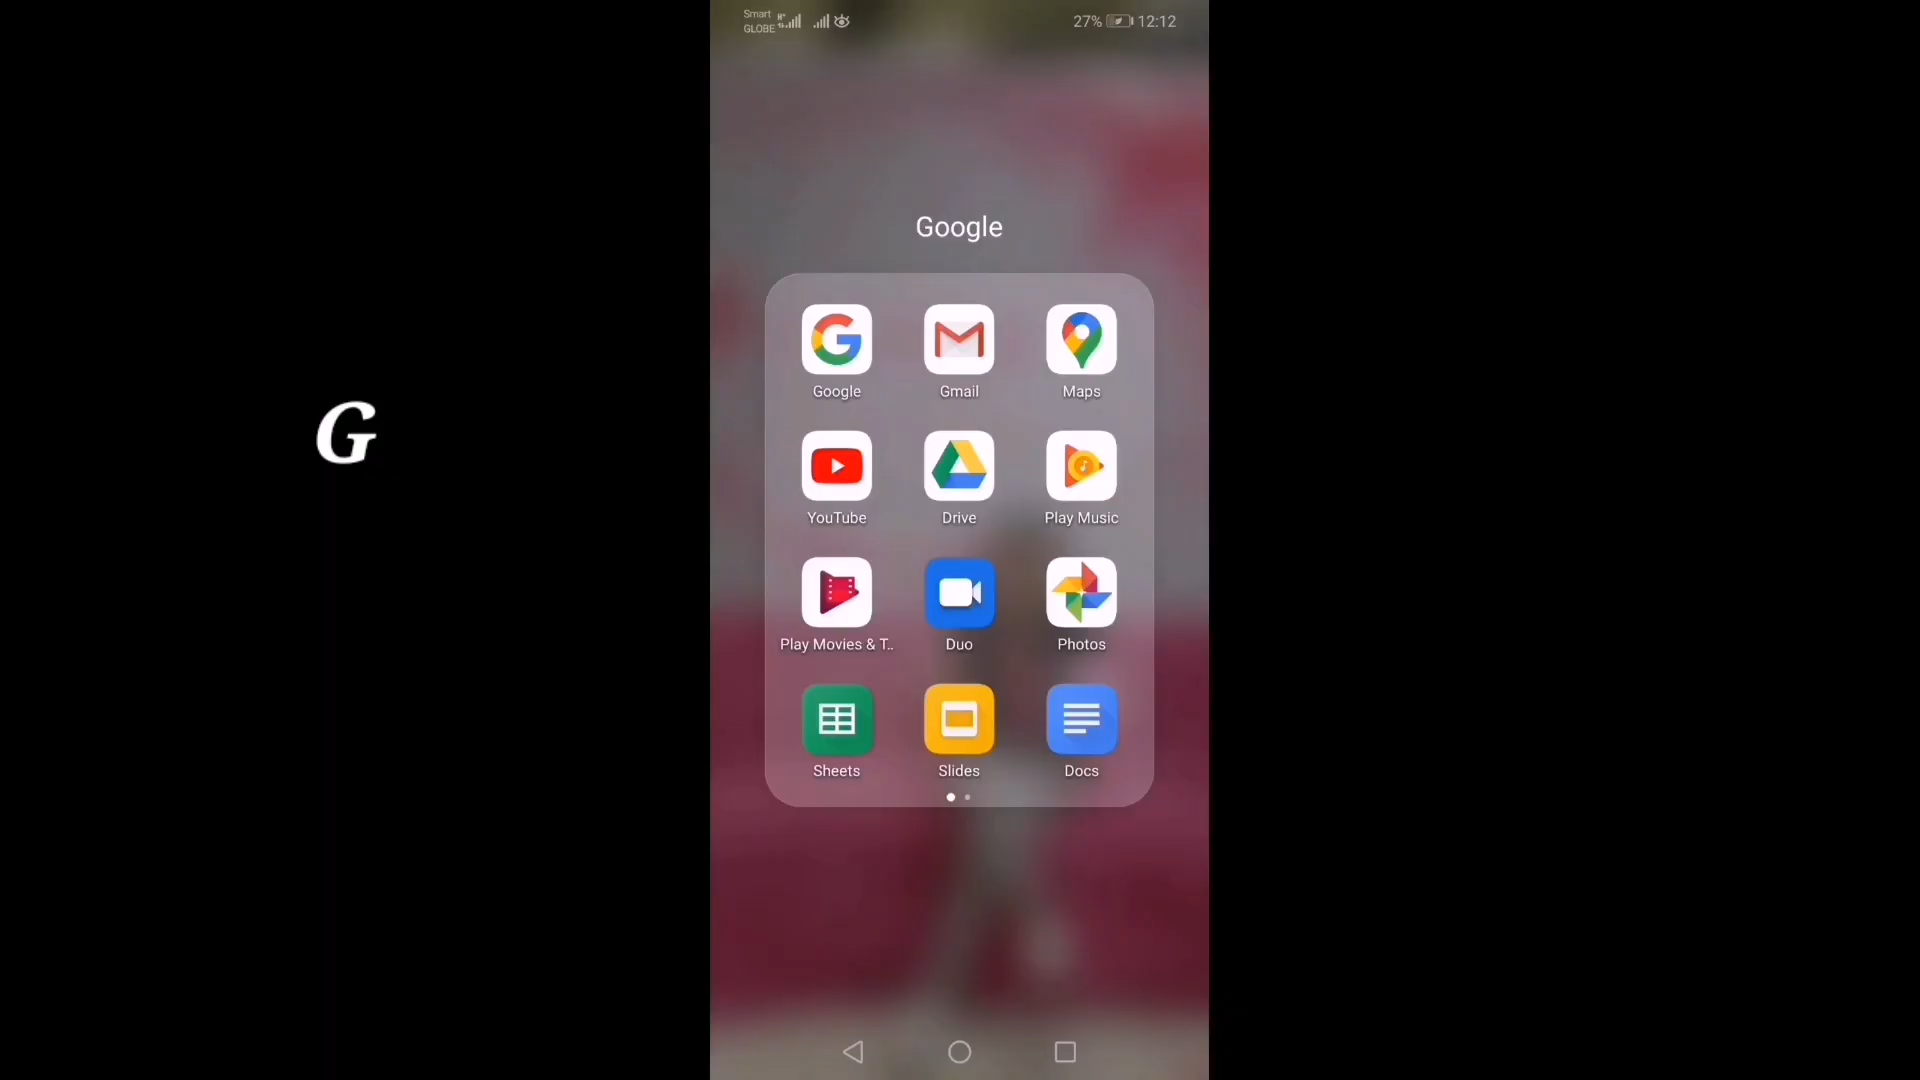 Smart
GLOBE
27% 12:12
Google
G
Google Gmail Maps
YouTube Drive Play Music
Play Movies & T..
Duo Photos
Sheets Slides Docs